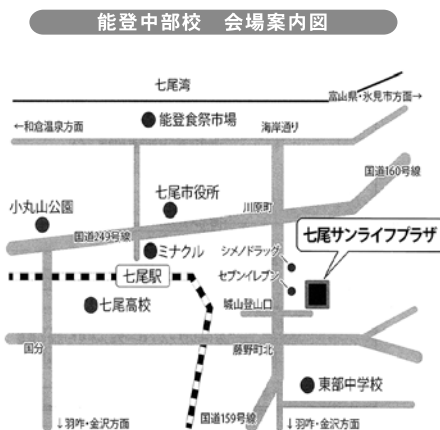 能登中部校　会場案内図
七尾湾
富山県・氷見市方面→
←和倉温泉方面
能登食祭市場
海岸通り
国道160号線
七尾市役所
小丸山公園
川原町
国道249号線
七尾サンライフプラザ
ミナクル
シメノドラッグ
七尾駅
セブンイレブン
七尾高校
城山登山口
国分
藤野町北
東部中学校
国道159号線
↓羽咋・金沢方面
↓羽咋・金沢方面